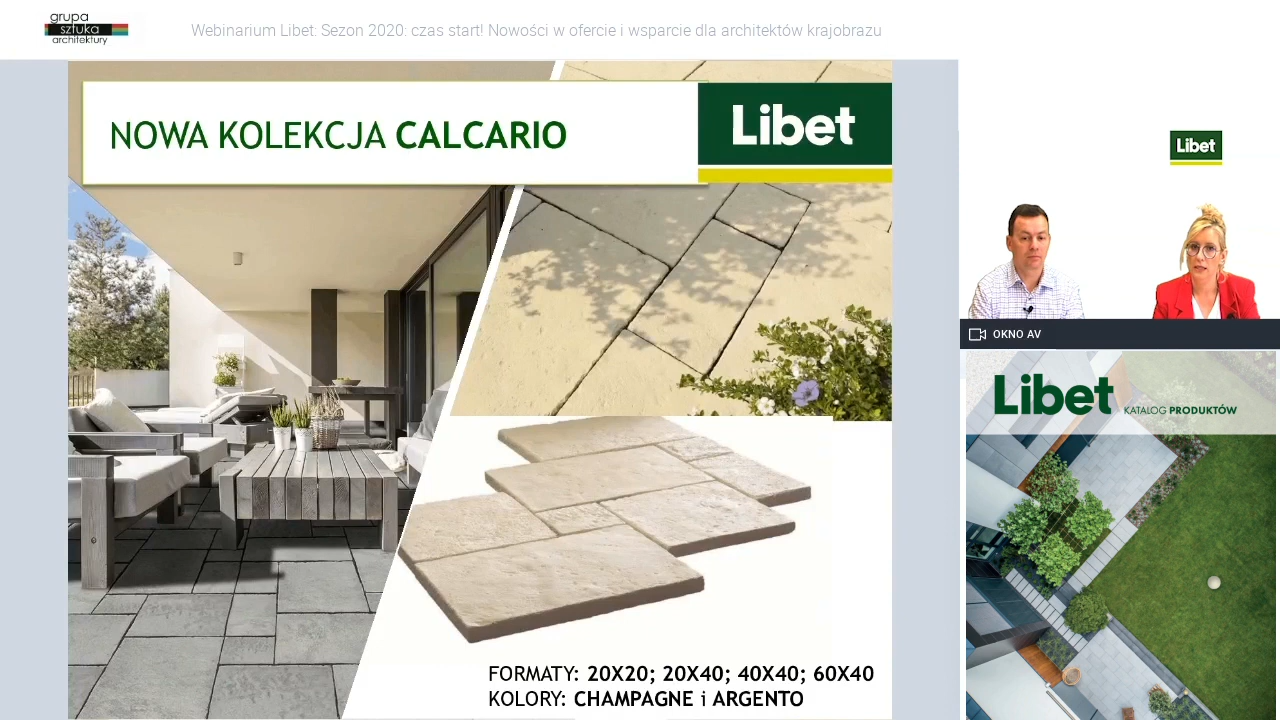 grupa
sztuka
architektury
Webinarium Libet: Sezon 2020: czas start! Nowości w ofercie i wsparcie dla architektów krajobrazu
NOWA KOLEKCJA CALCARIO
Libet
Libet
OKNO AV
Libet KATALOG PRODUKTÓW
FORMATY: 20X20; 20X40; 40X40; 60X40
KOLORY: CHAMPAGNE i ARGENTO